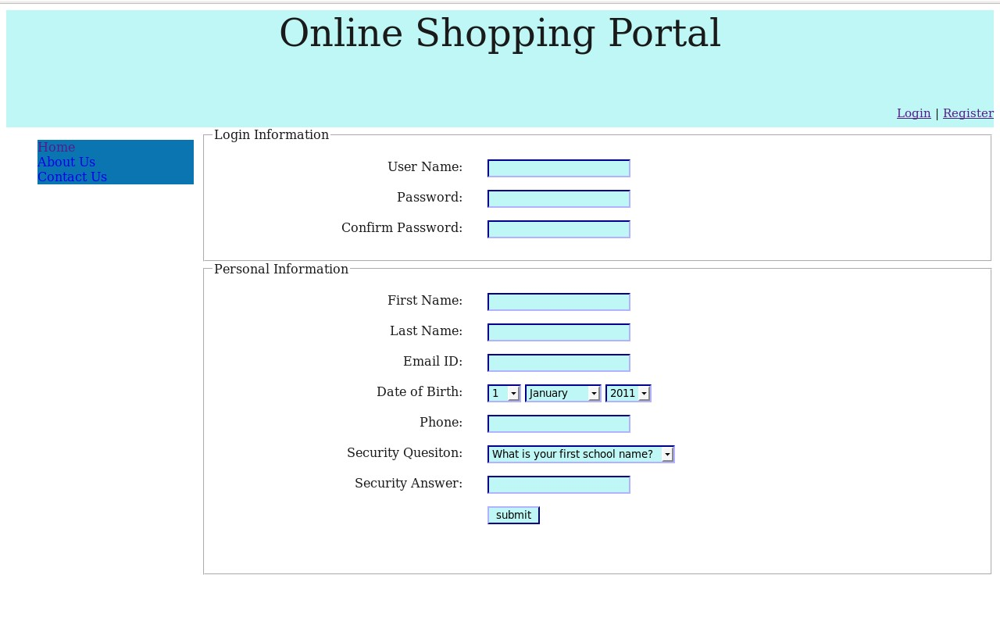 Online Shopping Portal
Login | Register
Home
About Us
Contact Us
Login Information
User Name:
Password:
Confirm Password:
Personal Information
First Name:
Last Name:
Email ID:
Date of Birth: 1 January 2011
Phone:
Security Quesiton: What is your first school name?
Security Answer:
submit